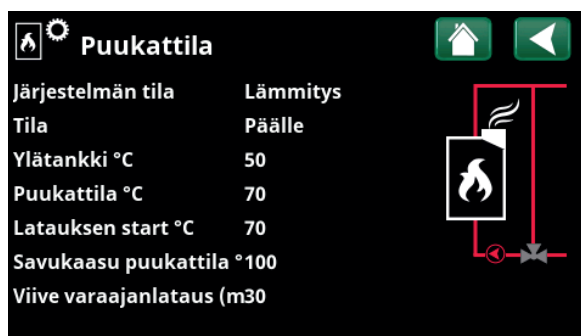 Puukattila
Järjestelmän tila Lämmitys
Tila Päälle
Ylätankki °C 50
Puukattila °C 70
Latauksen start °C 70
Savukaasu puukattila °100
Viive varaajanlataus (m30